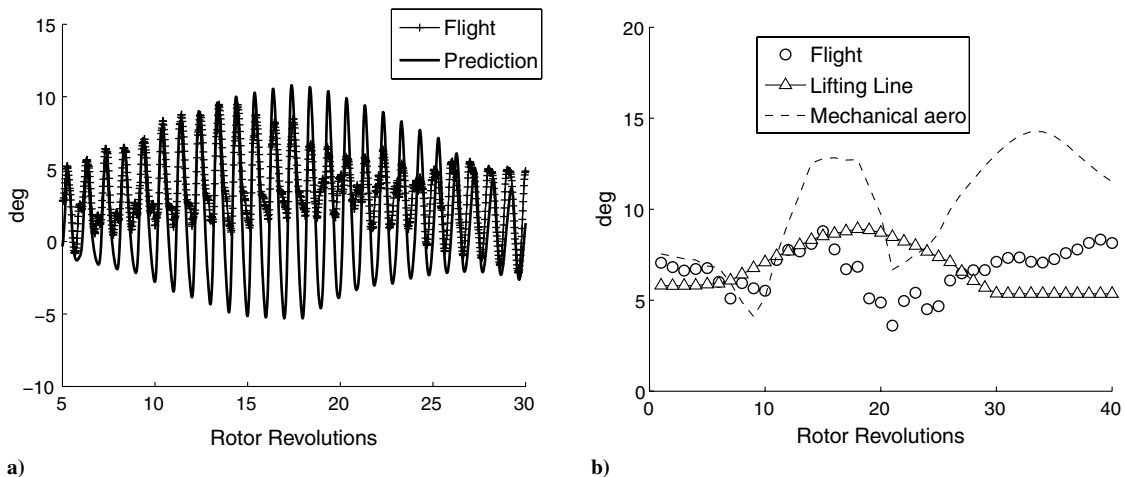 15
10
5
0
−5
−10
deg
5
10
15
20
25
30
Rotor Revolutions
Flight
Prediction
a)
20
15
10
5
0
deg
0
10
20
30
40
Rotor Revolutions
Flight
Lifting Line
Mechanical aero
b)